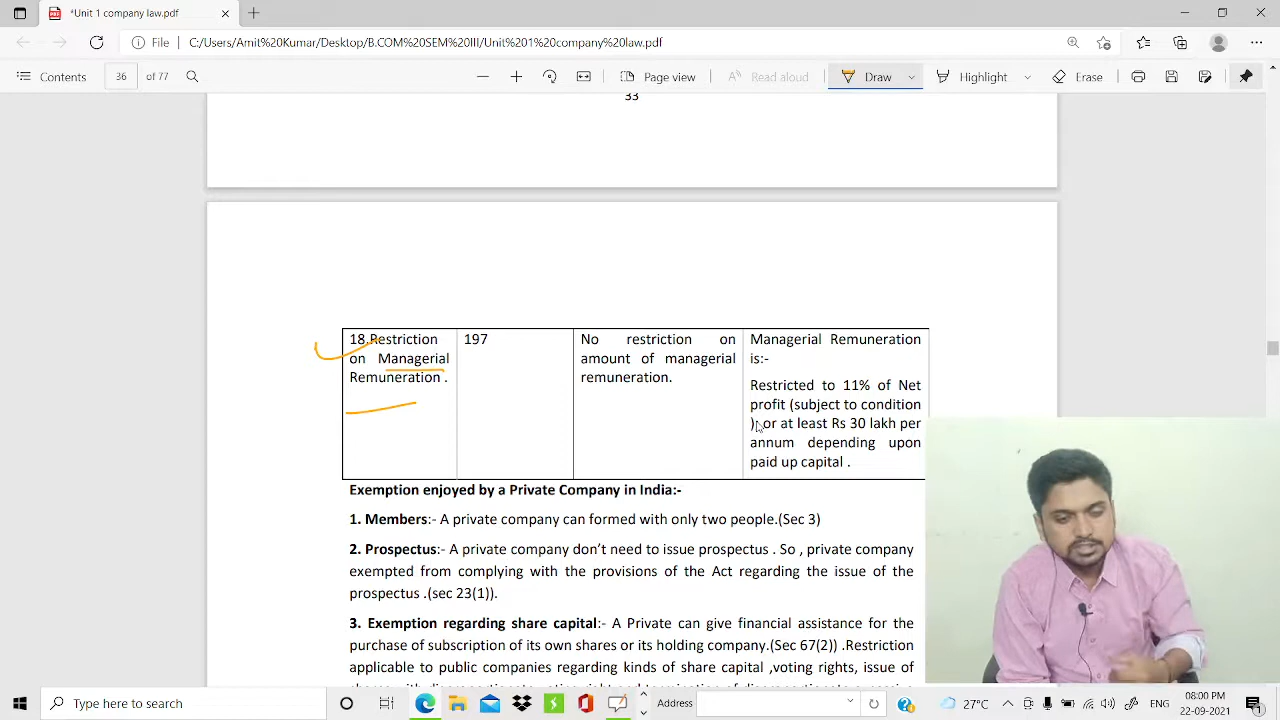 *Unit 1 company law.pdf
File
C:/Users/Amit%20Kumar/Desktop/B.COM%20SEM%20III/Unit%201%20company%20law.pdf
Contents 36 of 77 Page view Read aloud Draw Highlight Erase
33
18.Restriction on Managerial Remuneration .
197
No restriction on amount of managerial remuneration.
Managerial Remuneration
is:-
Restricted to 11% of Net
profit (subject to condition
) or at least Rs 30 lakh per
annum depending upon
paid up capital .
Exemption enjoyed by a Private Company in India:-
1. Members:- A private company can formed with only two people.(Sec 3)
2. Prospectus:- A private company don't need to issue prospectus . So , private company
exempted from complying with the provisions of the Act regarding the issue of the
prospectus .(sec 23(1)).
3. Exemption regarding share capital:- A Private can give financial assistance for the
purchase of subscription of its own shares or its holding company.(Sec 67(2)) .Restriction
applicable to public companies regarding kinds of share capital ,voting rights, issue of
Type here to search
Address
27°C
ENG
08:00 PM
22-09-2021